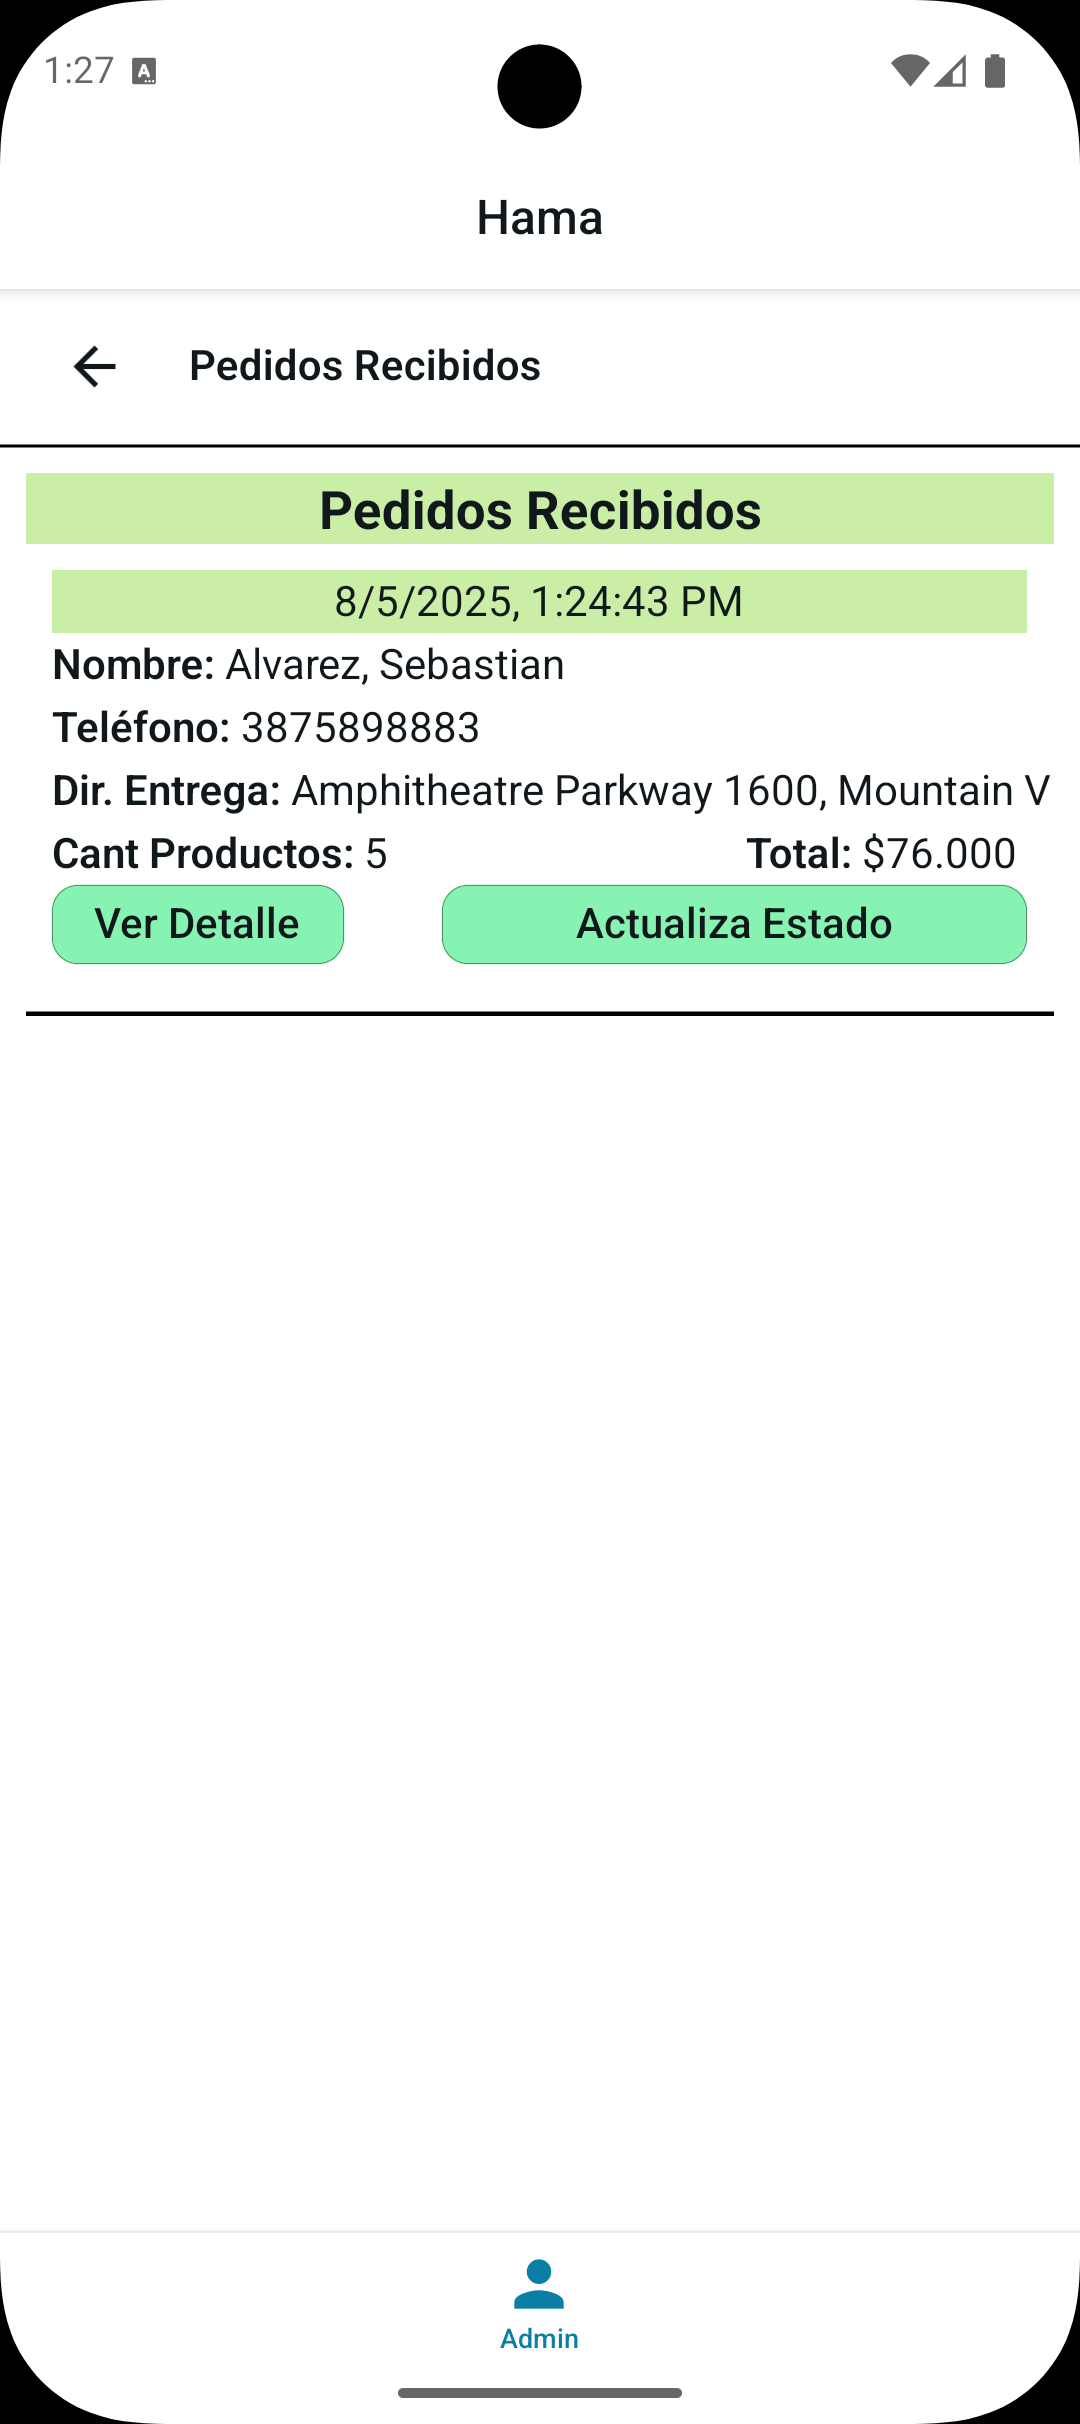 1:27 A
Hama
Pedidos Recibidos
Pedidos Recibidos
8/5/2025, 1:24:43 PM
Nombre: Alvarez, Sebastian
Teléfono: 3875898883
Dir. Entrega: Amphitheatre Parkway 1600, Mountain V
Cant Productos: 5 Total: $76.000
Ver Detalle Actualiza Estado
Admin